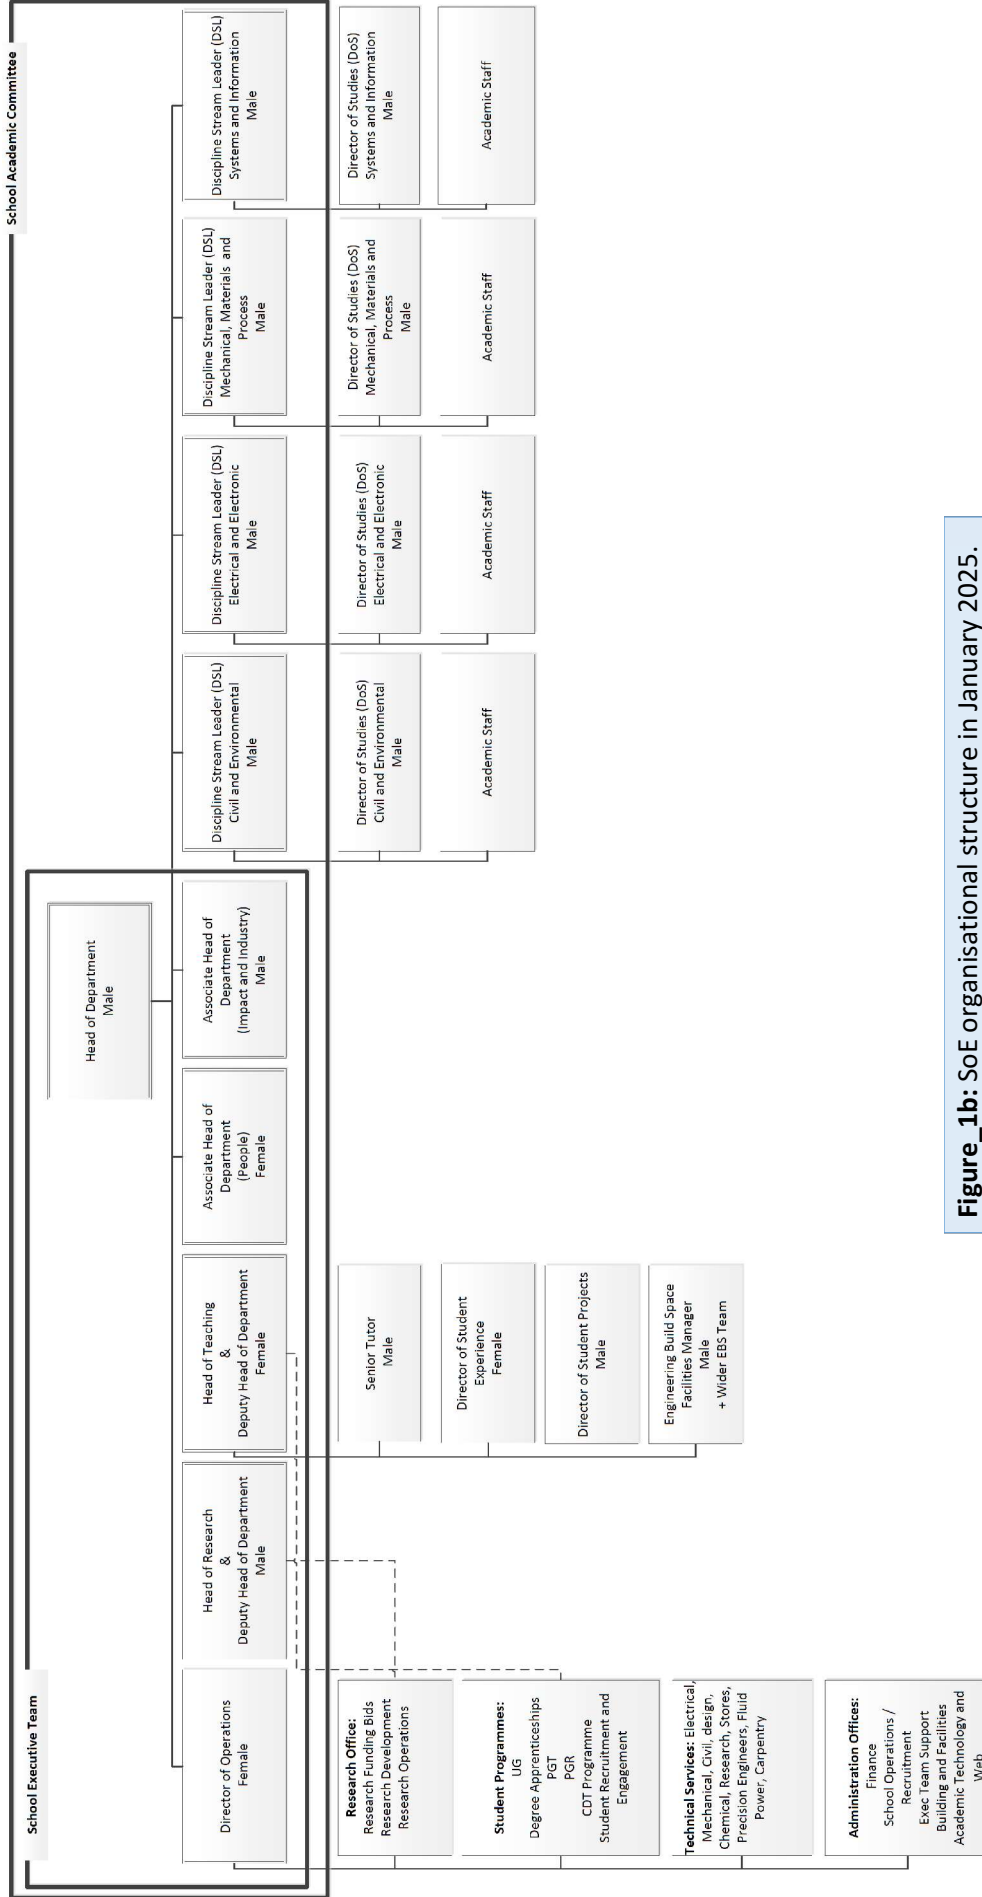 School Academic Committee
School Executive Team
Head of Department
Male
Director of Operations
Female
Head of Research
&
Deputy Head of Department
Male
Head of Teaching
&
Deputy Head of Department
Female
Associate Head of
Department
(People)
Female
Associate Head of
Department
(Impact and Industry)
Male
Discipline Stream Leader (DSL)
Civil and Environmental
Male
Discipline Stream Leader (DSL)
Electrical and Electronic
Male
Discipline Stream Leader (DSL)
Mechanical, Materials and
Process
Male
Discipline Stream Leader (DSL)
Systems and Information
Male
Research Office:
Research Funding Bids
Research Development
Research Operations
Student Programmes:
UG
Degree Apprenticeships
PGT
PGR
CDT Programme
Student Recruitment and
Engagement
Technical Services: Electrical,
Mechanical, Civil, design,
Chemical, Research, Stores,
Precision Engineers, Fluid
Power, Carpentry
Administration Offices:
Finance
School Operations /
Recruitment
Exec Team Support
Building and Facilities
Academic Technology and
Web
Senior Tutor
Male
Director of Student
Experience
Female
Director of Student Projects
Male
Engineering Build Space
Facilities Manager
Male
+ Wider EBS Team
Director of Studies (DoS)
Civil and Environmental
Male
Academic Staff
Director of Studies (DoS)
Electrical and Electronic
Male
Academic Staff
Director of Studies (DoS)
Mechanical, Materials and
Process
Male
Academic Staff
Director of Studies (DoS)
Systems and Information
Male
Academic Staff
Figure_1b: SoE organisational structure in January 2025.